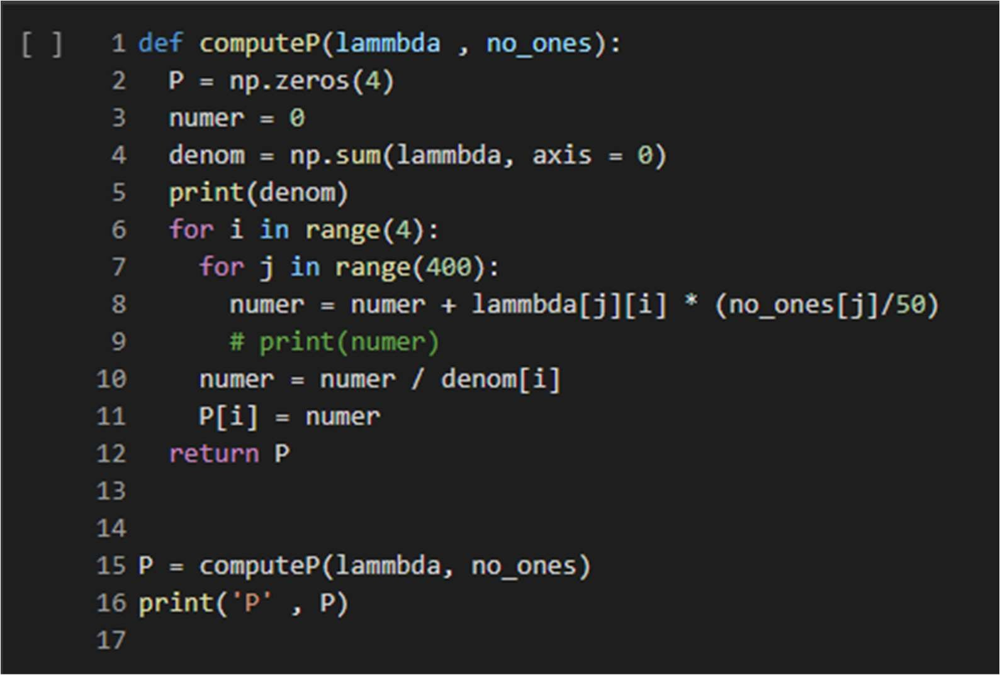 [ ] 1 def computeP(lammbda , no_ones):
2   P = np.zeros(4)
3   numer = 0
4   denom = np.sum(lammbda, axis = 0)
5   print(denom)
6   for i in range(4):
7     for j in range(400):
8       numer = numer + lammbda[j][i] * (no_ones[j]/50)
9       # print(numer)
10     numer = numer / denom[i]
11     P[i] = numer
12   return P
13
14
15 P = computeP(lammbda, no_ones)
16 print('P' , P)
17